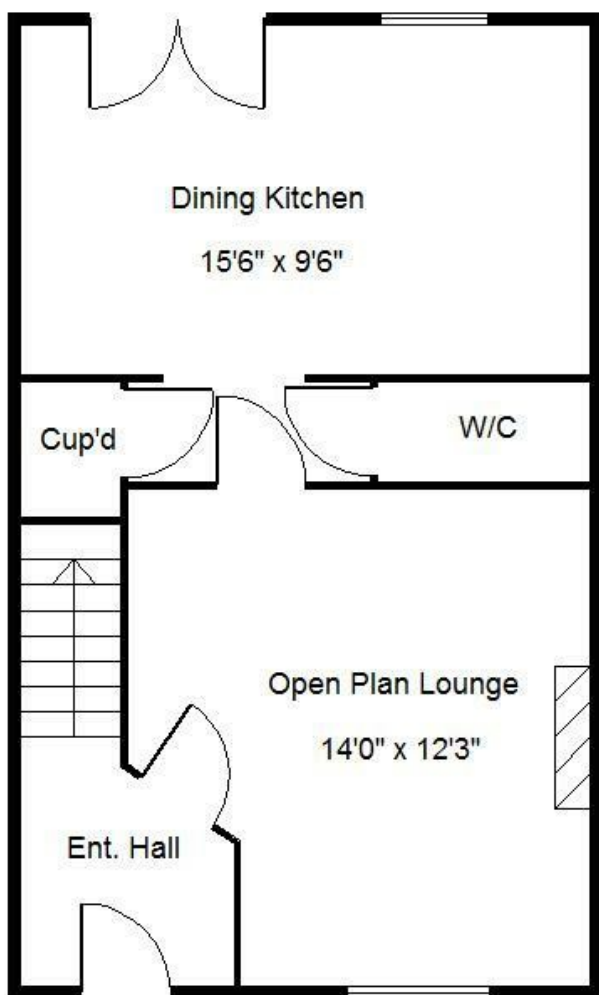 Dining Kitchen
15'6" x 9'6"
Cup'd
W/C
Open Plan Lounge
14'0" x 12'3"
Ent. Hall